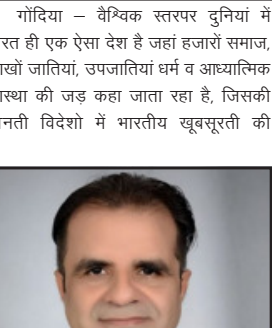 गोंदिया – वैश्विक स्तरपर दुनियां में
रत ही एक ऐसा देश है जहां हजारों समाज,
खों जातियां, उपजातियां धर्म व आध्यात्मिक
स्था की जड़ कहा जाता रहा है, जिसकी
नती विदेशो में भारतीय खूबसूरती की